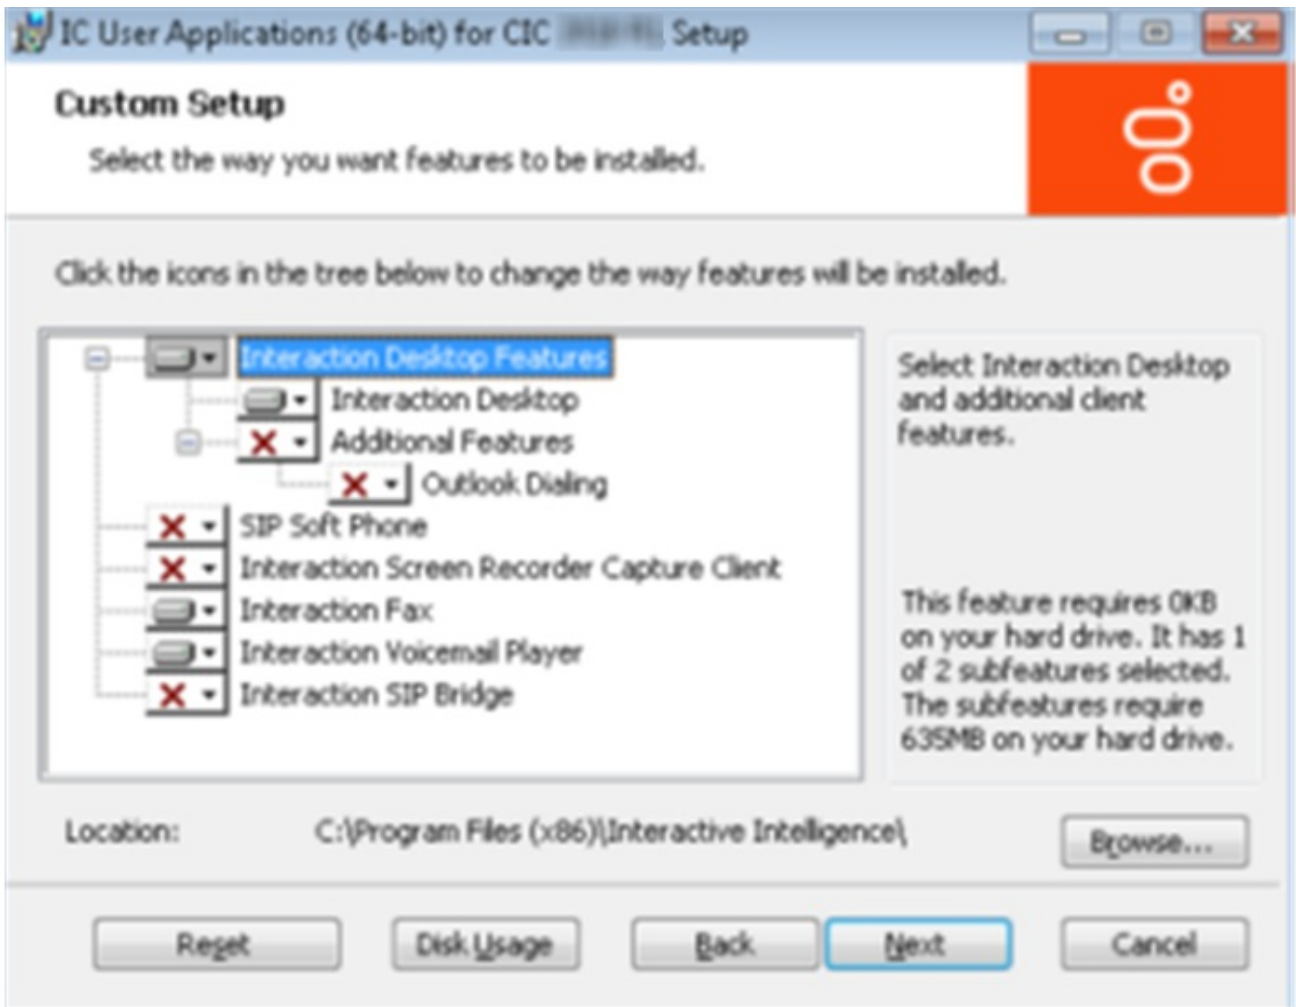 IC User Applications (64-bit) for CIC Setup
Custom Setup
Select the way you want features to be installed.
Click the icons in the tree below to change the way features will be installed.
Interaction Desktop Features
Interaction Desktop
Additional Features
Outlook Dialing
SIP Soft Phone
Interaction Screen Recorder Capture Client
Interaction Fax
Interaction Voicemail Player
Interaction SIP Bridge
Select Interaction Desktop
and additional client
features.
This feature requires 0KB
on your hard drive. It has 1
of 2 subfeatures selected.
The subfeatures require
635MB on your hard drive.
Location: C:\Program Files (x86)\Interactive Intelligence\
Browse...
Reset Disk Usage Back Next Cancel